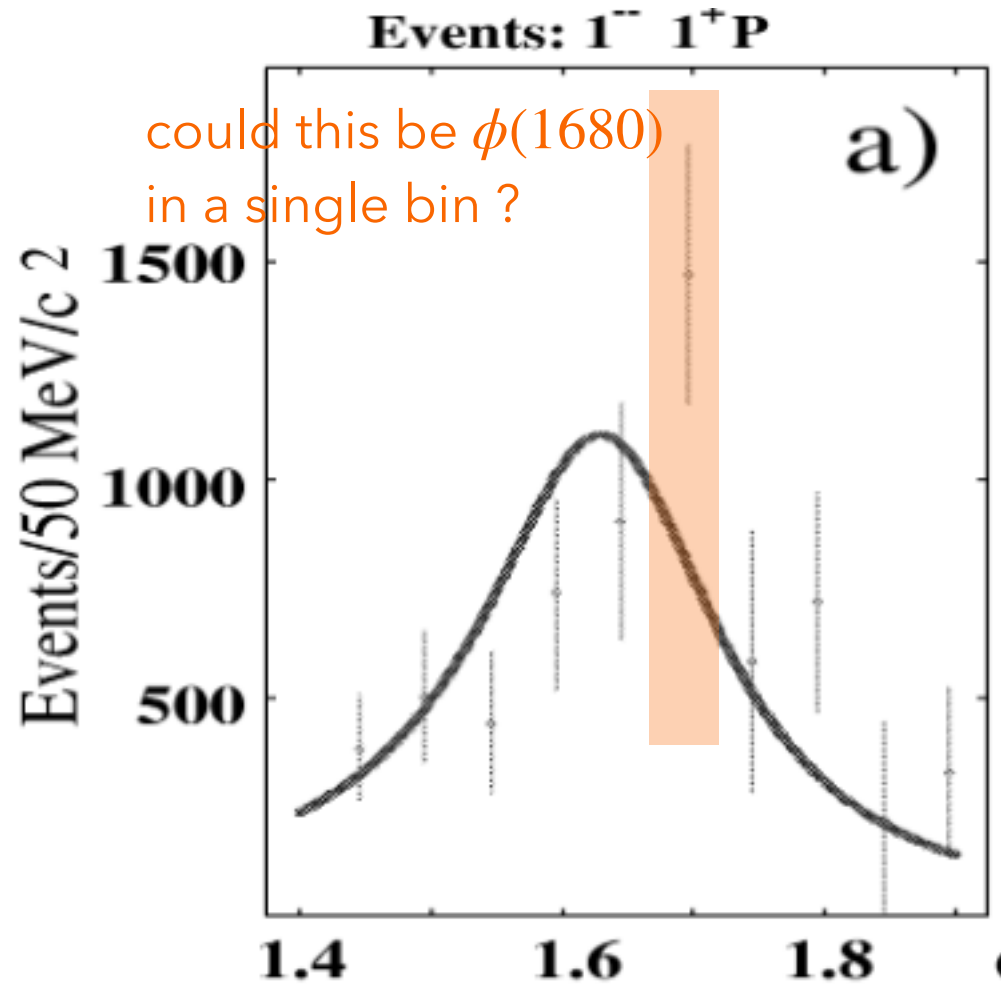 Events: 1⁻⁻ 1⁺P
could this be ϕ(1680)
in a single bin ?
a)
Events/50 MeV/c 2
1500
1000
500
1.4 1.6 1.8